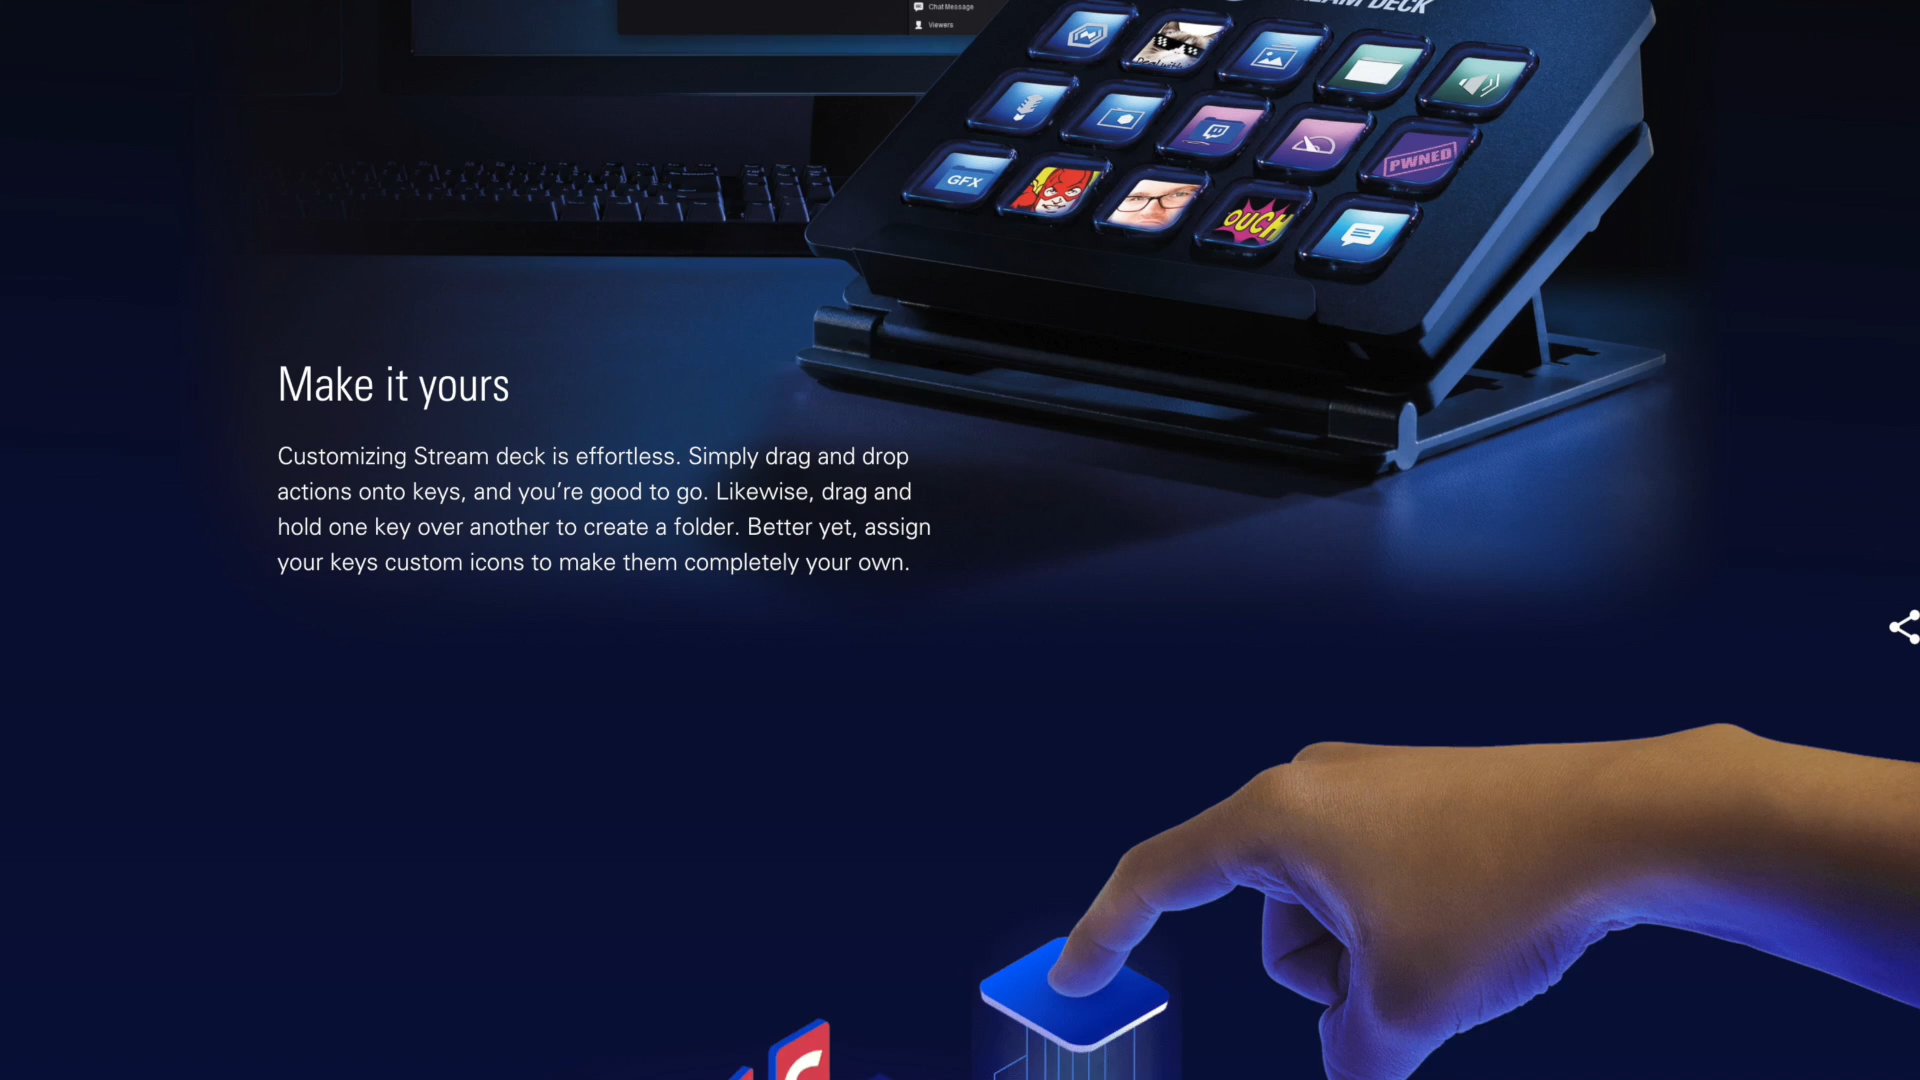 Chat Message
Viewers
DECK
PWNED
GFX
OUCH
Make it yours
Customizing Stream deck is effortless. Simply drag and drop
actions onto keys, and you’re good to go. Likewise, drag and
hold one key over another to create a folder. Better yet, assign
your keys custom icons to make them completely your own.